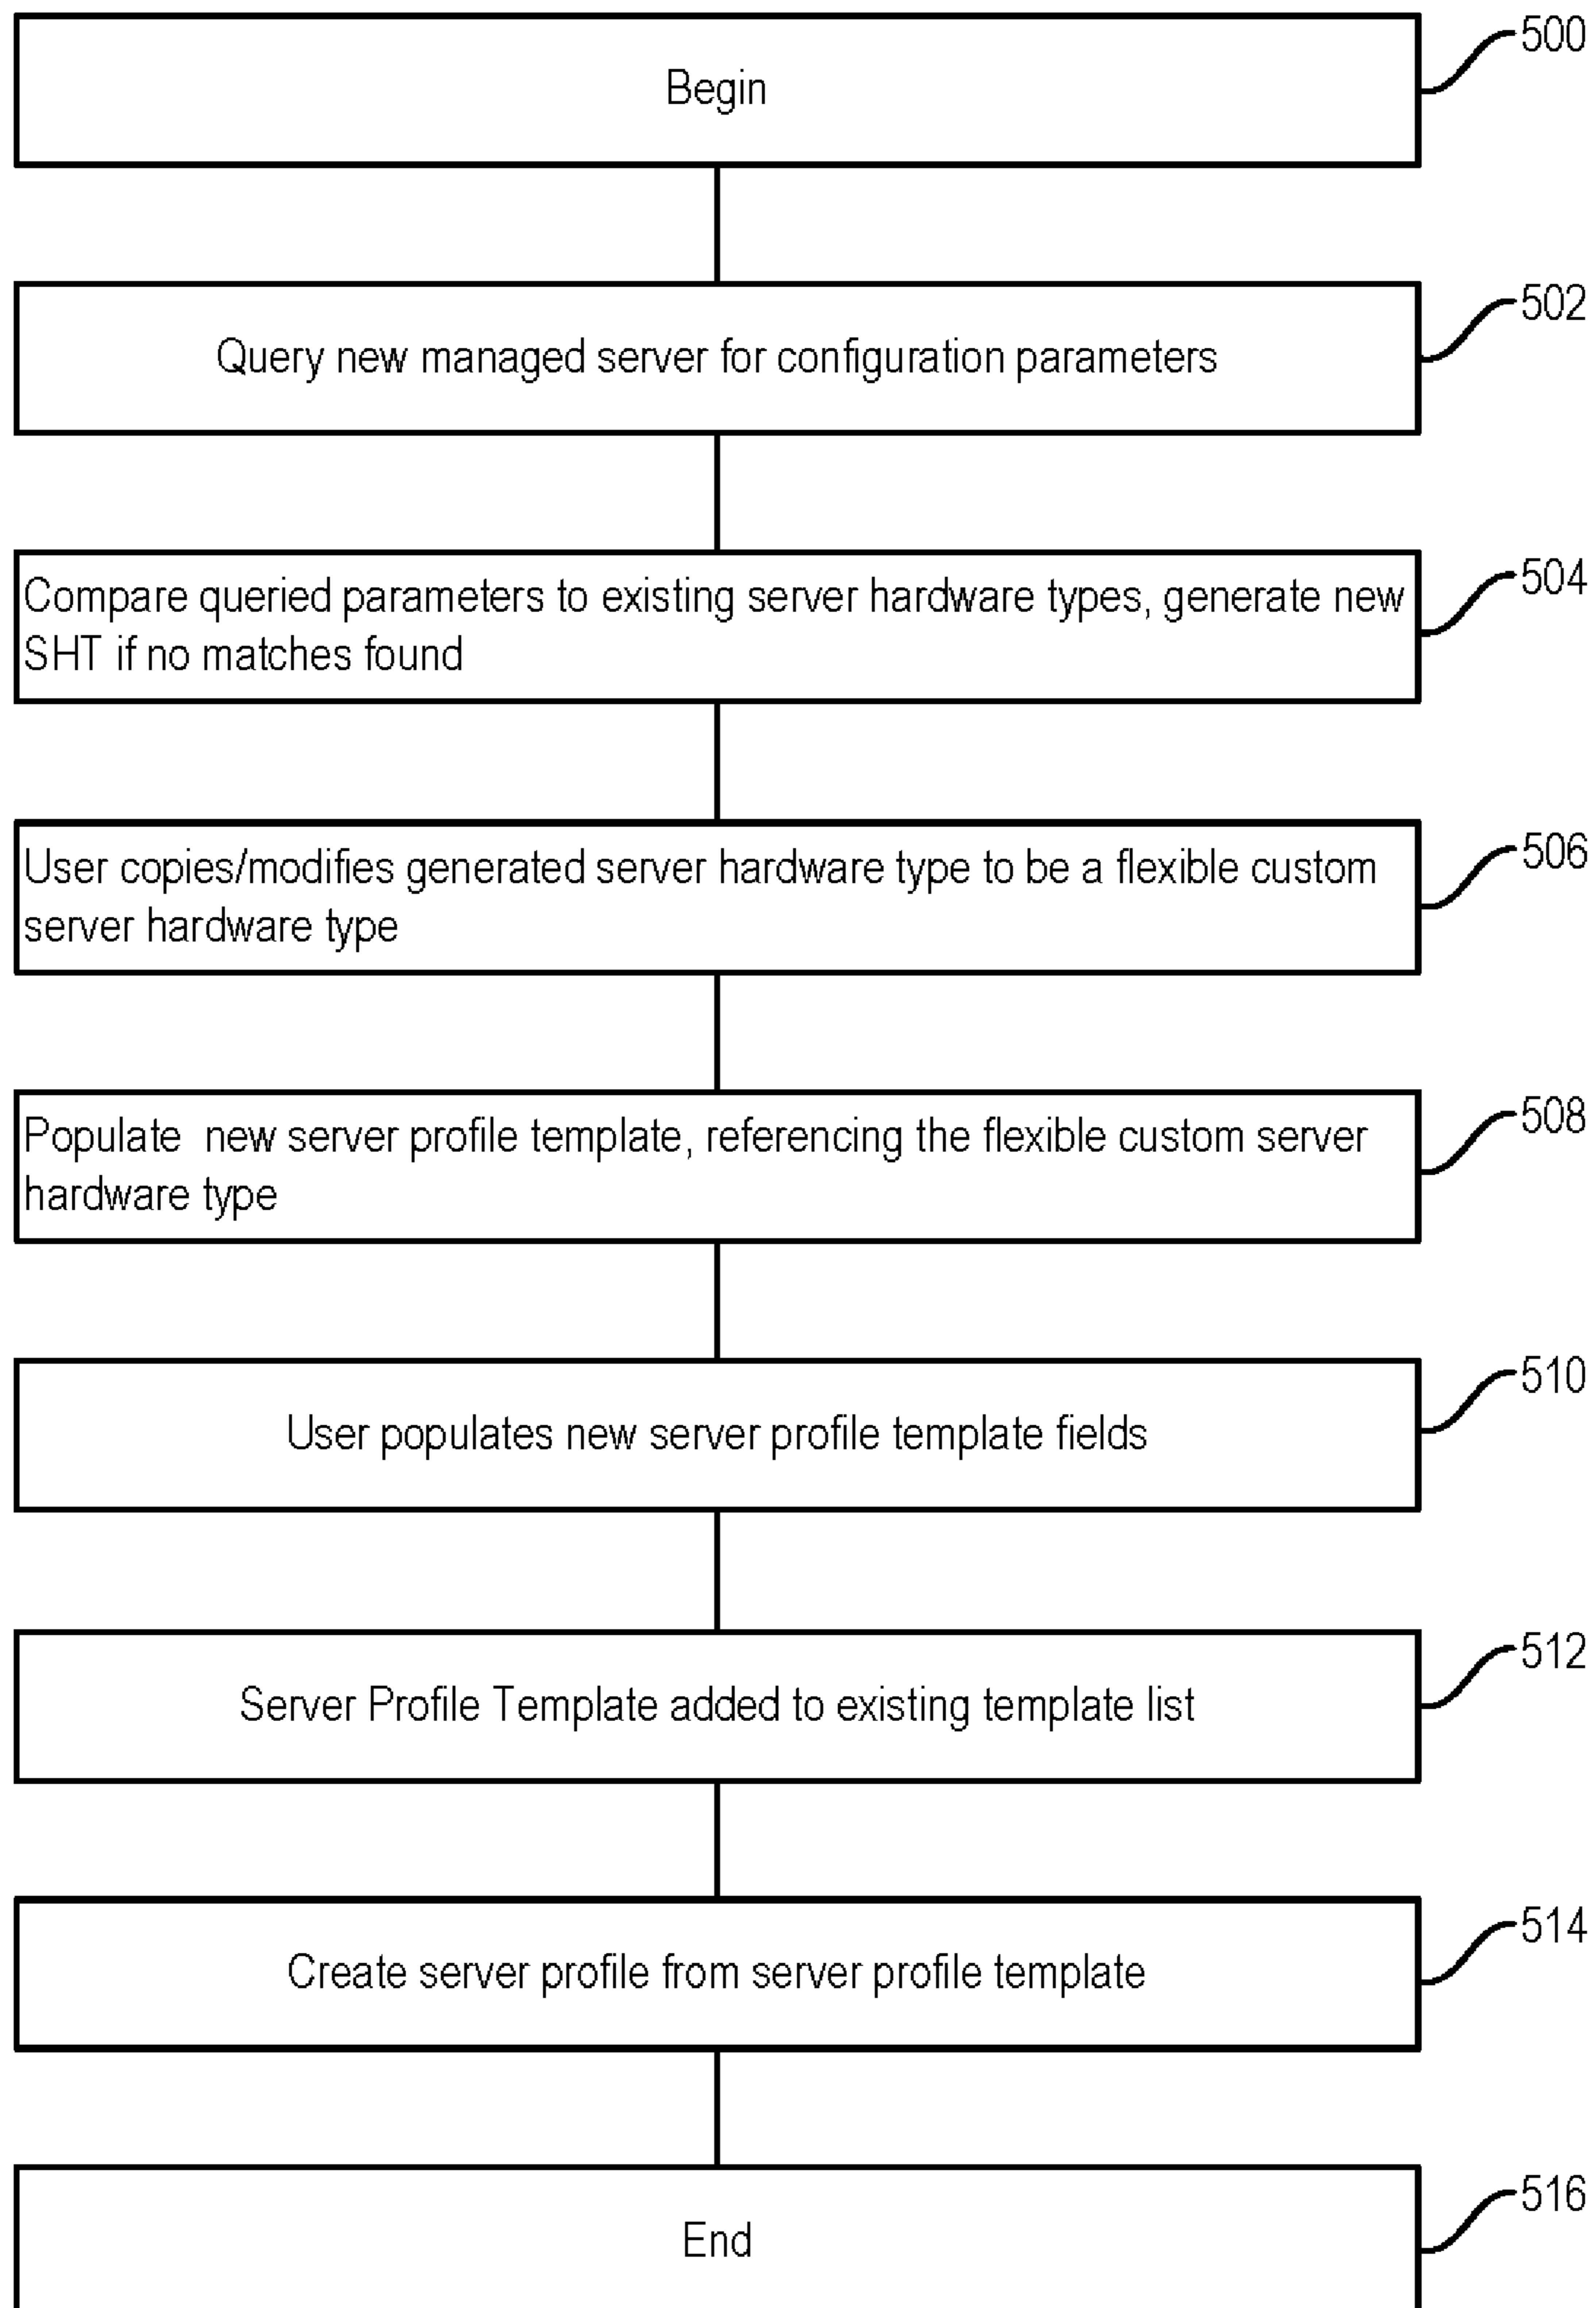 500
Begin
502
Query new managed server for configuration parameters
504
Compare queried parameters to existing server hardware types, generate new
SHT if no matches found
506
User copies/modifies generated server hardware type to be a flexible custom
server hardware type
508
Populate new server profile template, referencing the flexible custom server
hardware type
510
User populates new server profile template fields
512
Server Profile Template added to existing template list
514
Create server profile from server profile template
516
End